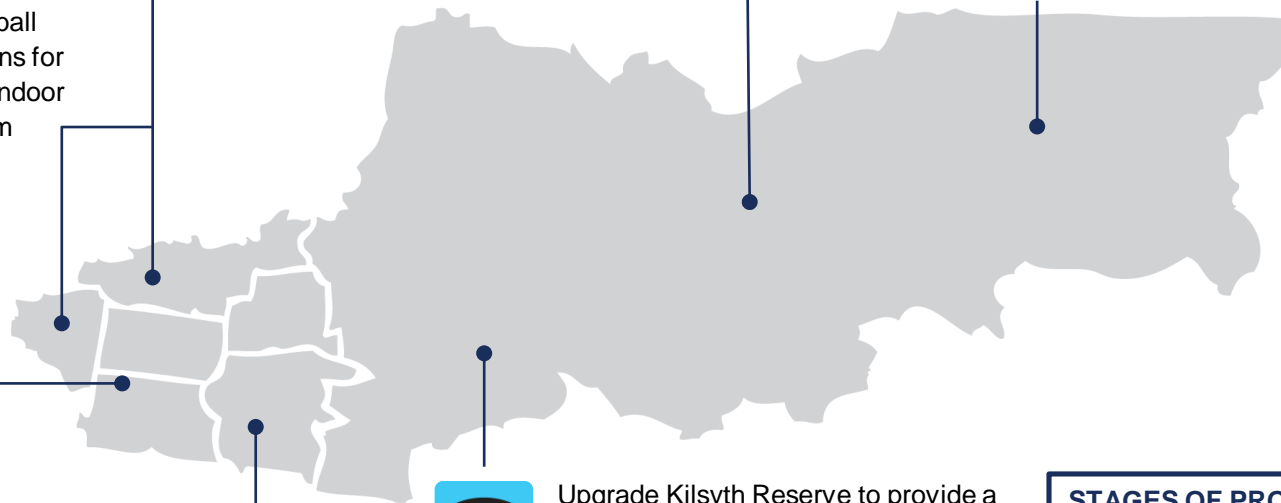 ball
ns for
ndoor
m
Upgrade Kilsyth Reserve to provide a
STAGES OF PRO